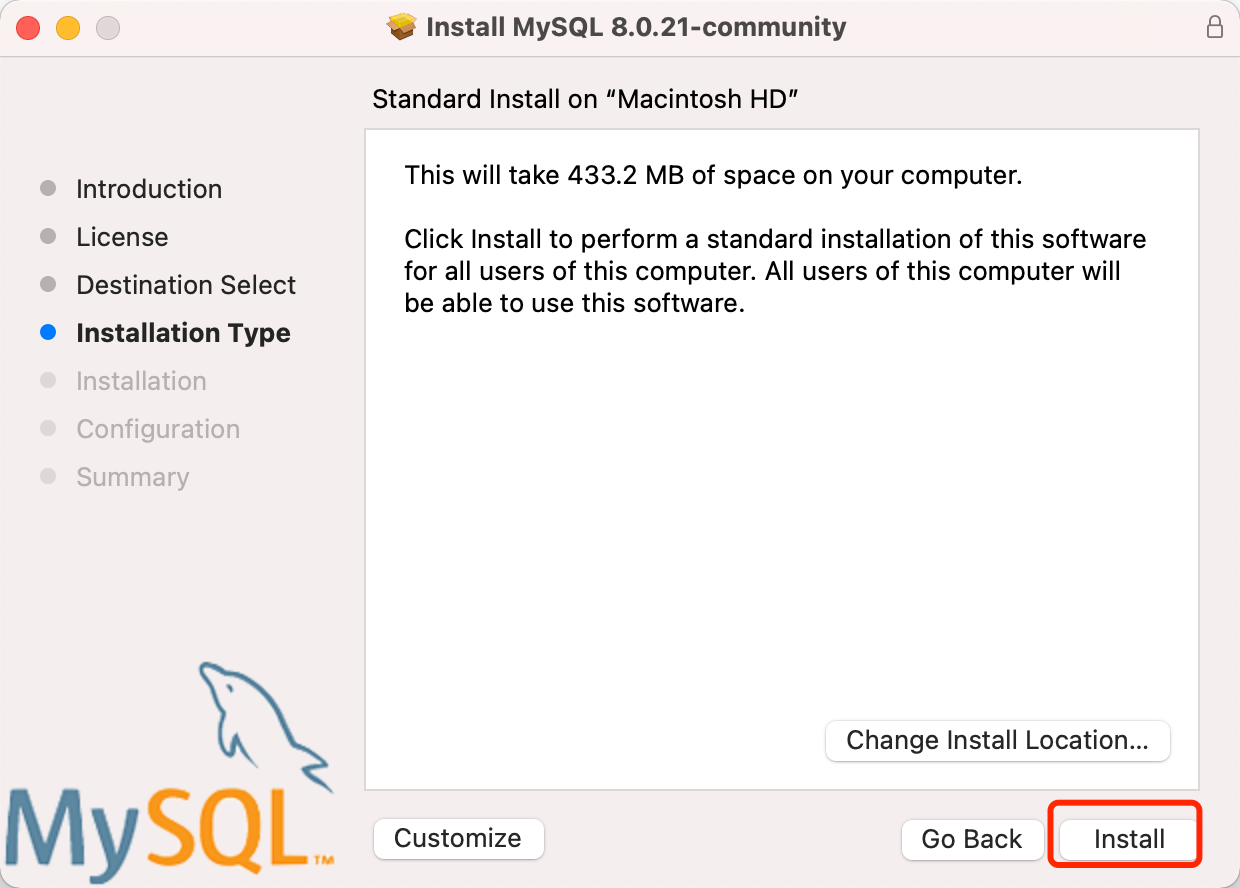 Install MySQL 8.0.21-community
Standard Install on “Macintosh HD”
Introduction
License
Destination Select
Installation Type
Installation
Configuration
Summary
This will take 433.2 MB of space on your computer.
Click Install to perform a standard installation of this software
for all users of this computer. All users of this computer will
be able to use this software.
Change Install Location...
MySQL™
Customize
Go Back
Install